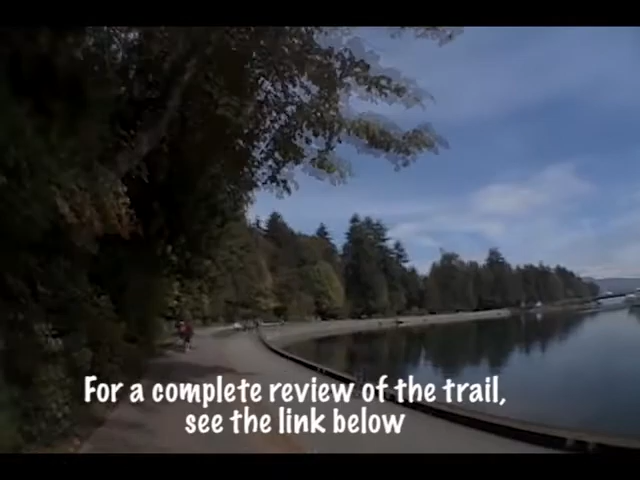 For a complete review of the trail,
see the link below